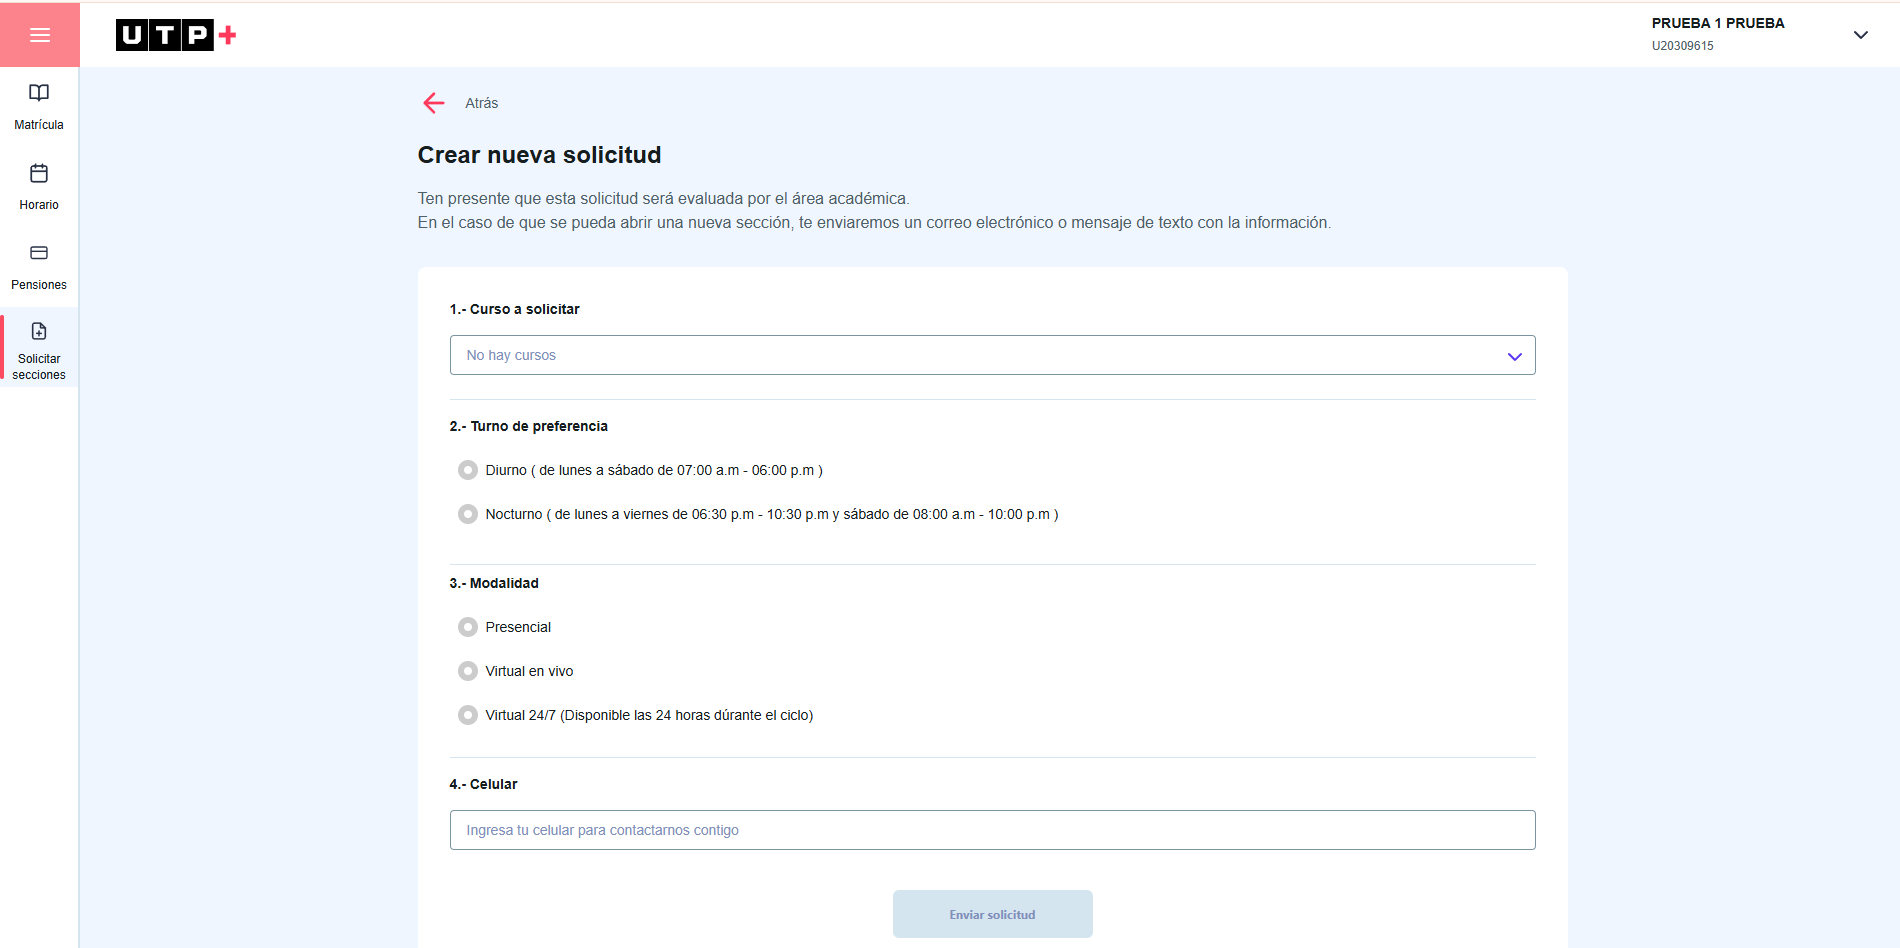 UTP+
PRUEBA 1 PRUEBA
U20309615
Matrícula
Horario
Pensiones
Solicitar
secciones
Atrás
Crear nueva solicitud
Ten presente que esta solicitud será evaluada por el área académica.
En el caso de que se pueda abrir una nueva sección, te enviaremos un correo electrónico o mensaje de texto con la información.
1.- Curso a solicitar
No hay cursos
2.- Turno de preferencia
Diurno ( de lunes a sábado de 07:00 a.m - 06:00 p.m )
Nocturno ( de lunes a viernes de 06:30 p.m - 10:30 p.m y sábado de 08:00 a.m - 10:00 p.m )
3.- Modalidad
Presencial
Virtual en vivo
Virtual 24/7 (Disponible las 24 horas dúrante el ciclo)
4.- Celular
Ingresa tu celular para contactarnos contigo
Enviar solicitud